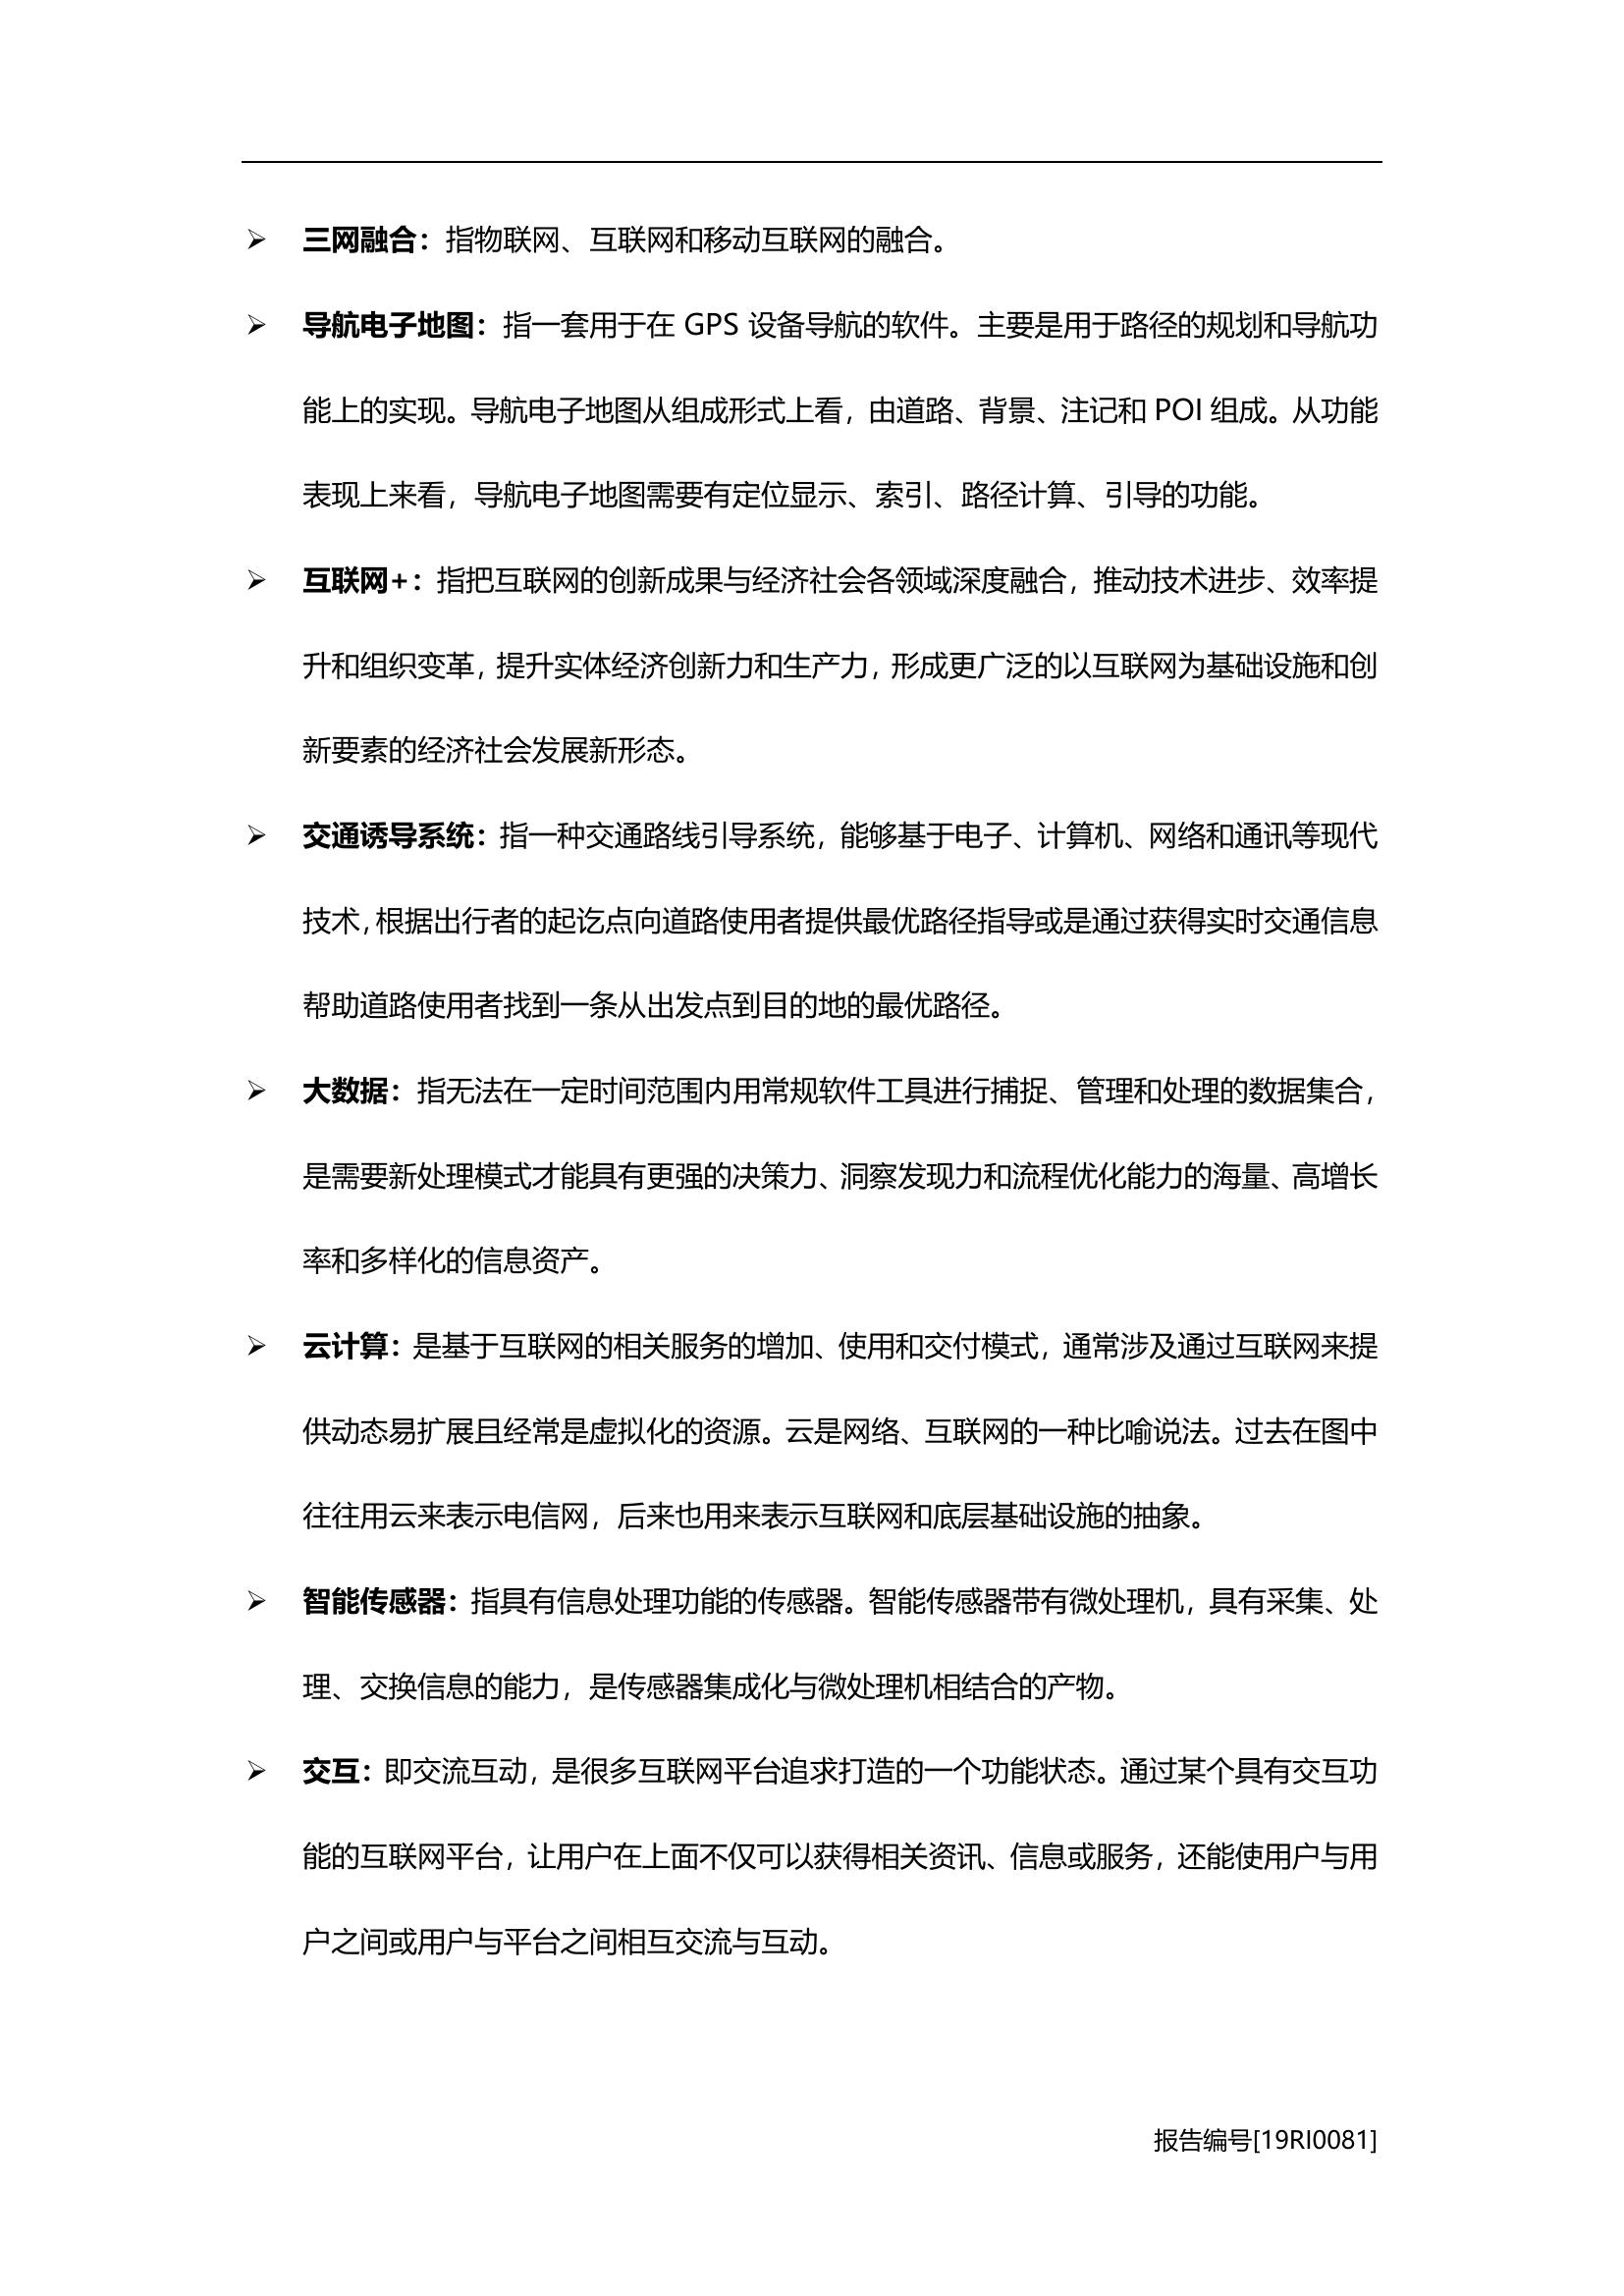 ➢ 三网融合：指物联网、互联网和移动互联网的融合。
➢ 导航电子地图：指一套用于在 GPS 设备导航的软件。主要是用于路径的规划和导航功
能上的实现。导航电子地图从组成形式上看，由道路、背景、注记和 POI 组成。从功能
表现上来看，导航电子地图需要有定位显示、索引、路径计算、引导的功能。
➢ 互联网+：指把互联网的创新成果与经济社会各领域深度融合，推动技术进步、效率提
升和组织变革，提升实体经济创新力和生产力，形成更广泛的以互联网为基础设施和创
新要素的经济社会发展新形态。
➢ 交通诱导系统：指一种交通路线引导系统，能够基于电子、计算机、网络和通讯等现代
技术，根据出行者的起讫点向道路使用者提供最优路径指导或是通过获得实时交通信息
帮助道路使用者找到一条从出发点到目的地的最优路径。
➢ 大数据：指无法在一定时间范围内用常规软件工具进行捕捉、管理和处理的数据集合，
是需要新处理模式才能具有更强的决策力、洞察发现力和流程优化能力的海量、高增长
率和多样化的信息资产。
➢ 云计算：是基于互联网的相关服务的增加、使用和交付模式，通常涉及通过互联网来提
供动态易扩展且经常是虚拟化的资源。云是网络、互联网的一种比喻说法。过去在图中
往往用云来表示电信网，后来也用来表示互联网和底层基础设施的抽象。
➢ 智能传感器：指具有信息处理功能的传感器。智能传感器带有微处理机，具有采集、处
理、交换信息的能力，是传感器集成化与微处理机相结合的产物。
➢ 交互：即交流互动，是很多互联网平台追求打造的一个功能状态。通过某个具有交互功
能的互联网平台，让用户在上面不仅可以获得相关资讯、信息或服务，还能使用户与用
户之间或用户与平台之间相互交流与互动。
报告编号[19RI0081]